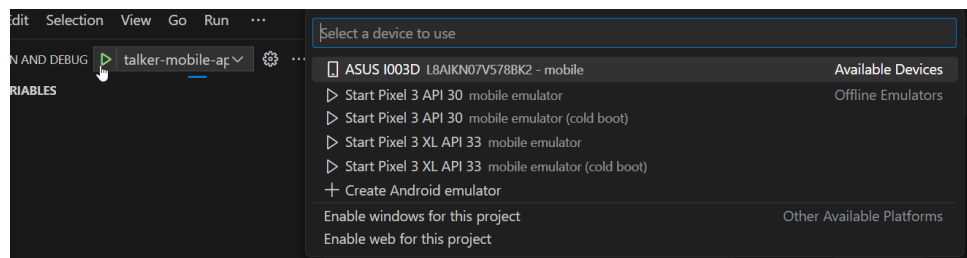 Edit Selection View Go Run ···
Select a device to use
N AND DEBUG talker-mobile-ap ···
RIABLES
ASUS I003D L8AIKN07V578BK2 - mobile Available Devices
Start Pixel 3 API 30 mobile emulator Offline Emulators
Start Pixel 3 API 30 mobile emulator (cold boot)
Start Pixel 3 XL API 33 mobile emulator
Start Pixel 3 XL API 33 mobile emulator (cold boot)
Create Android emulator
Enable windows for this project Other Available Platforms
Enable web for this project